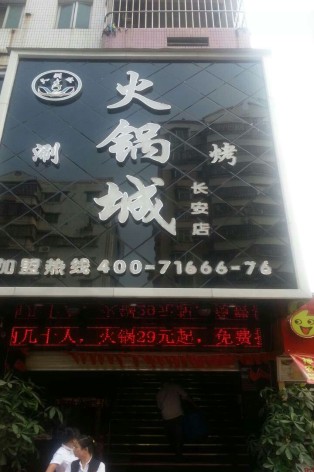 火锅城
涮
烤
长安店
加盟热线 400-71666-76
内几十人，火锅29元起，免费